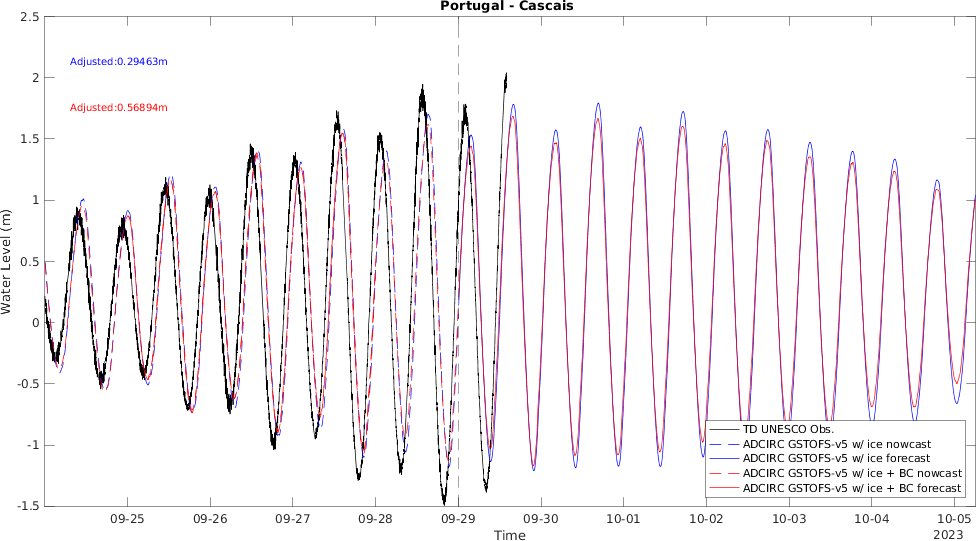 Portugal - Cascais
2.5
2
1.5
1
0.5
0
-0.5
-1
-1.5
Water Level (m)
Adjusted:0.29463m
Adjusted:0.56894m
TD UNESCO Obs.
ADCIRC GSTOFS-v5 w/ ice nowcast
ADCIRC GSTOFS-v5 w/ ice forecast
ADCIRC GSTOFS-v5 w/ ice + BC nowcast
ADCIRC GSTOFS-v5 w/ ice + BC forecast
09-25 09-26 09-27 09-28 09-29 09-30 10-01 10-02 10-03 10-04 10-05
Time
2023